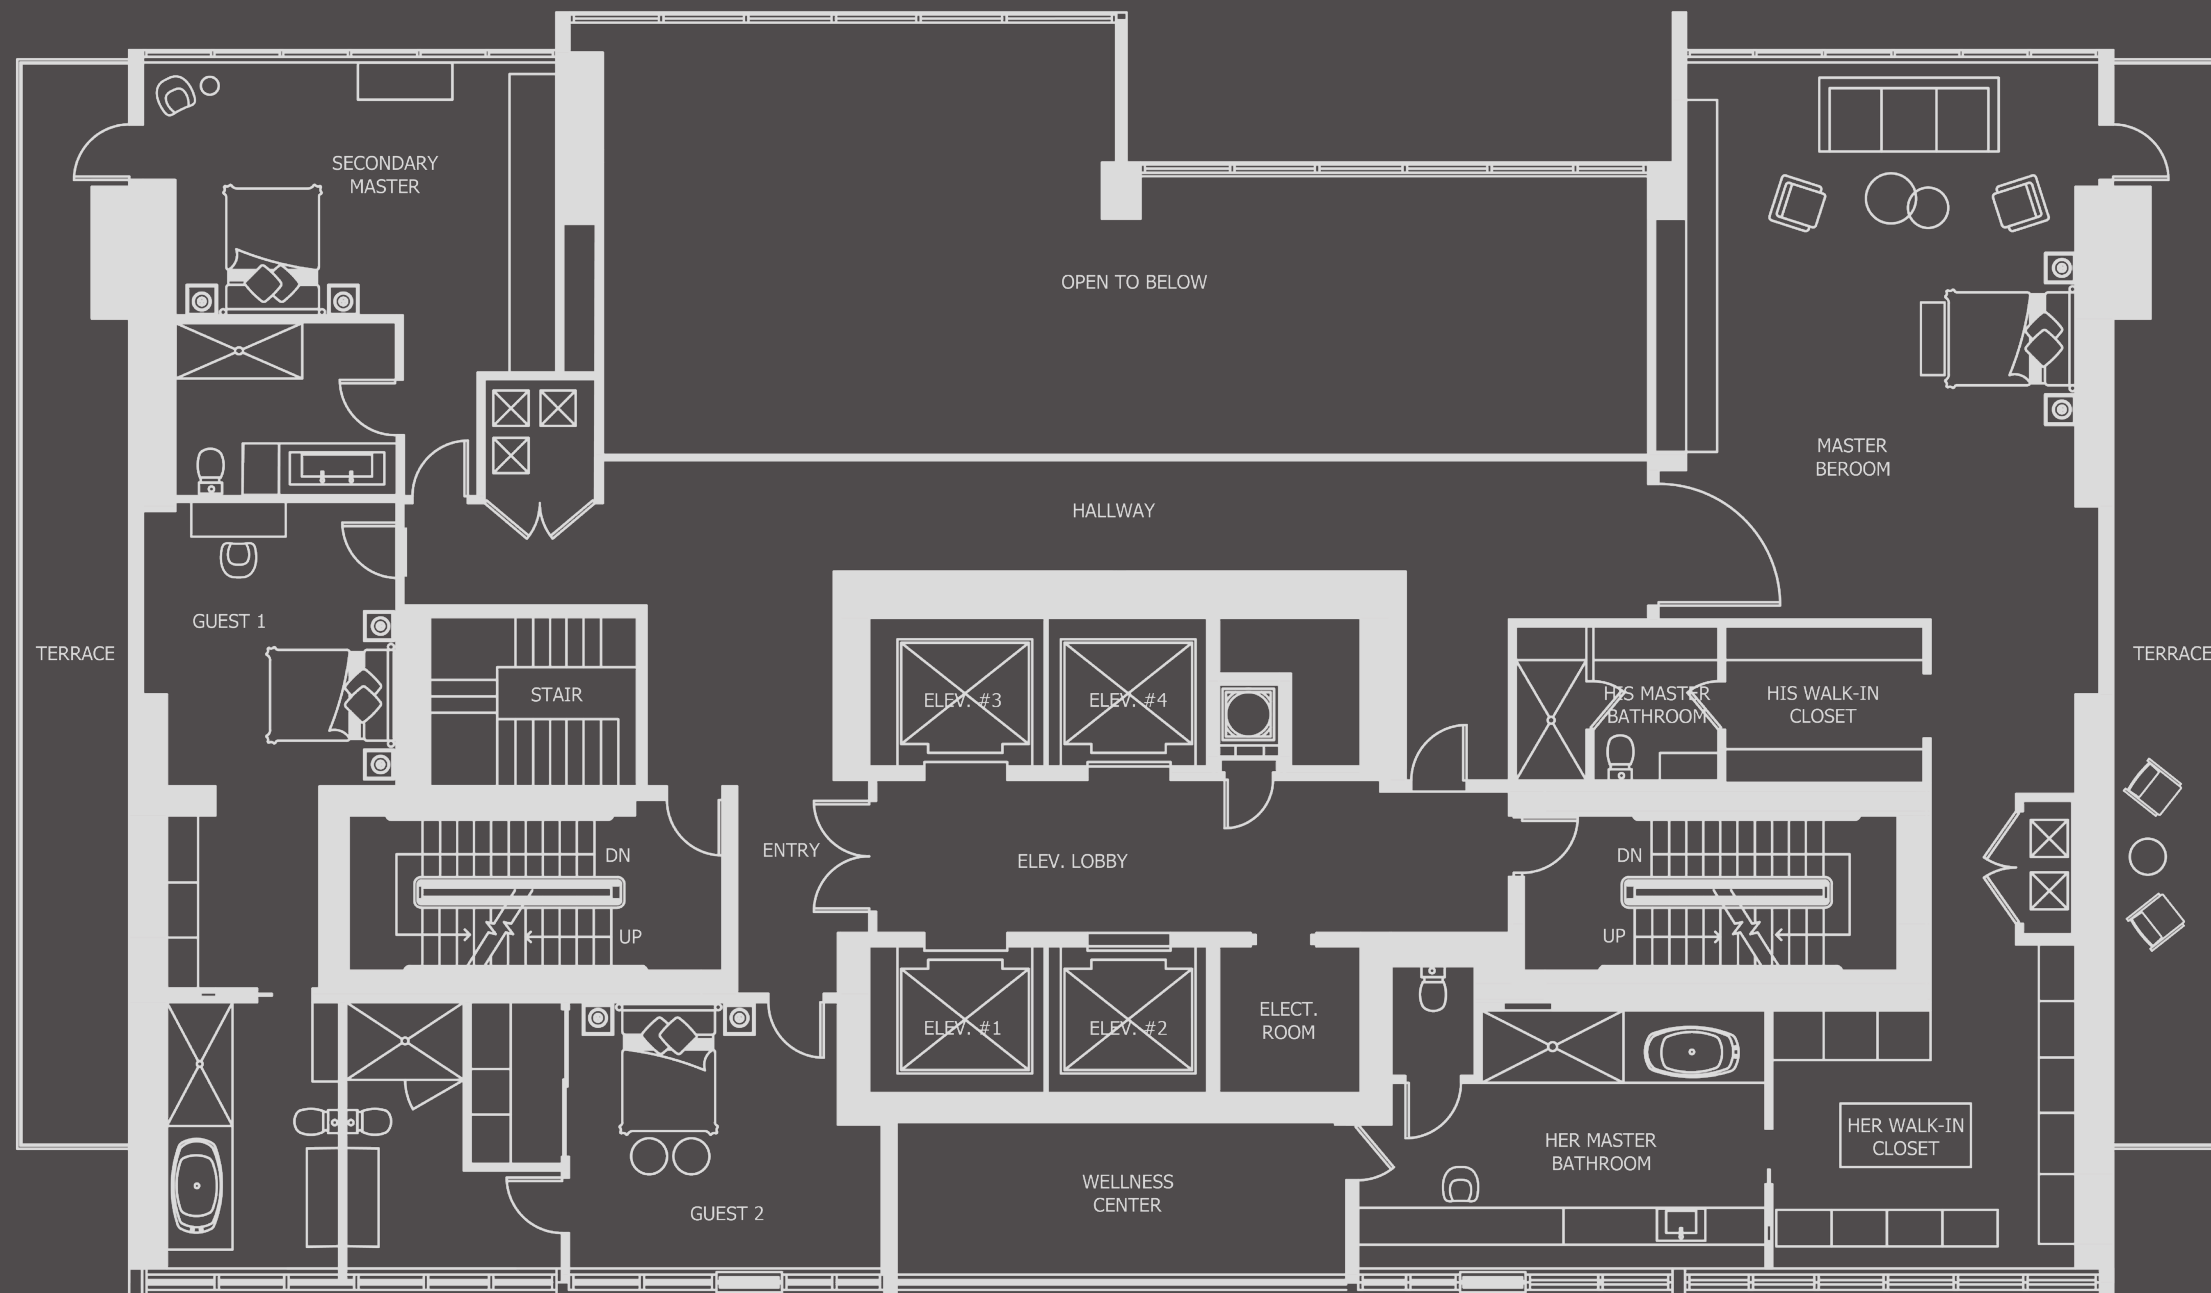 SECONDARY
MASTER
OPEN TO BELOW
MASTER
BEROOM
HALLWAY
GUEST 1
TERRACE
TERRACE
STAIR
ELEV. #3
ELEV. #4
HIS MASTER
BATHROOM
HIS WALK-IN
CLOSET
DN
ENTRY
ELEV. LOBBY
DN
UP
UP
ELEV. #1
ELEV. #2
ELECT.
ROOM
HER MASTER
BATHROOM
HER WALK-IN
CLOSET
WELLNESS
CENTER
GUEST 2